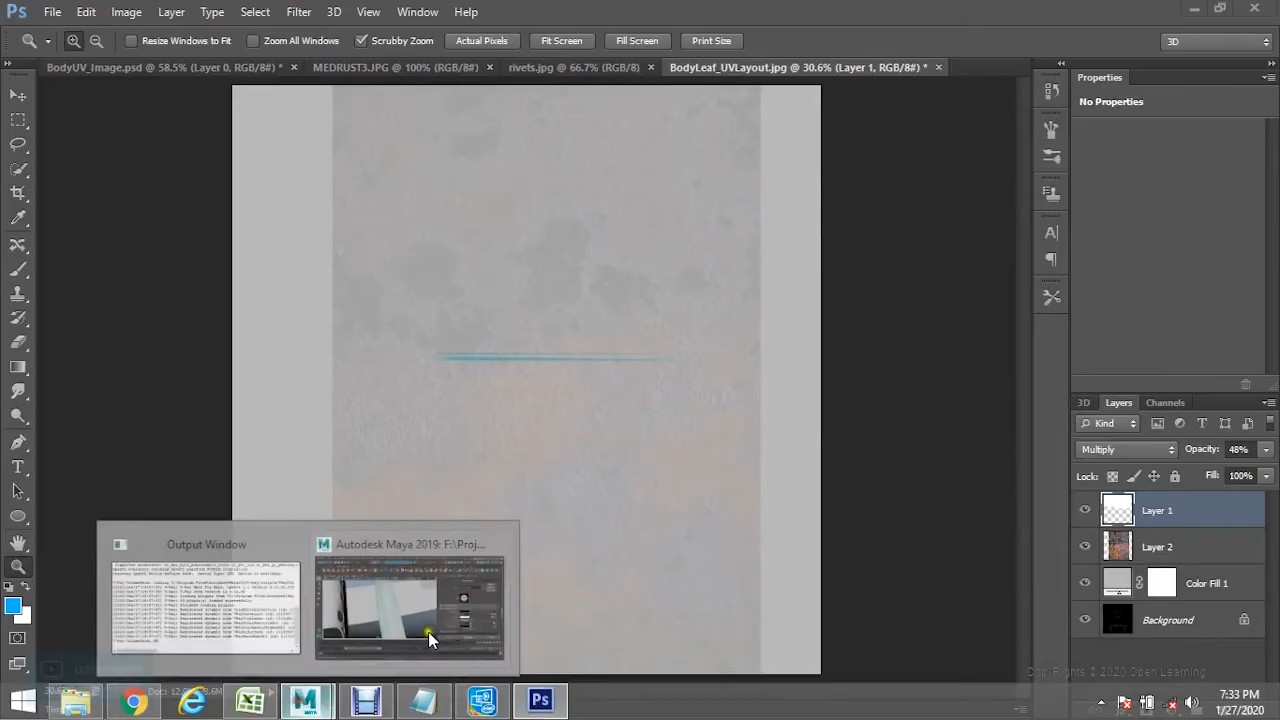 Ps File Edit Image Layer Type Select Filter 3D View Window Help
Resize Windows to Fit Zoom All Windows Scrubby Zoom Actual Pixels Fit Screen Fill Screen Print Size 3D
BodyUV_Image.psd @ 58.5% (Layer 0, RGB/8#) * × MEDRUST3.JPG @ 100% (RGB/8#) × rivets.jpg @ 66.7% (RGB/8) × BodyLeaf_UVLayout.jpg @ 30.6% (Layer 1, RGB/8#) * ×
Properties
No Properties
3D Layers Channels
Kind
Multiply Opacity: 48%
Lock: Fill: 100%
Layer 1
Layer 2
Color Fill 1
Background
Output Window
Autodesk Maya 2019: F:\Proj...
Cop Rights © 2020 Open Learning
7:33 PM
1/27/2020